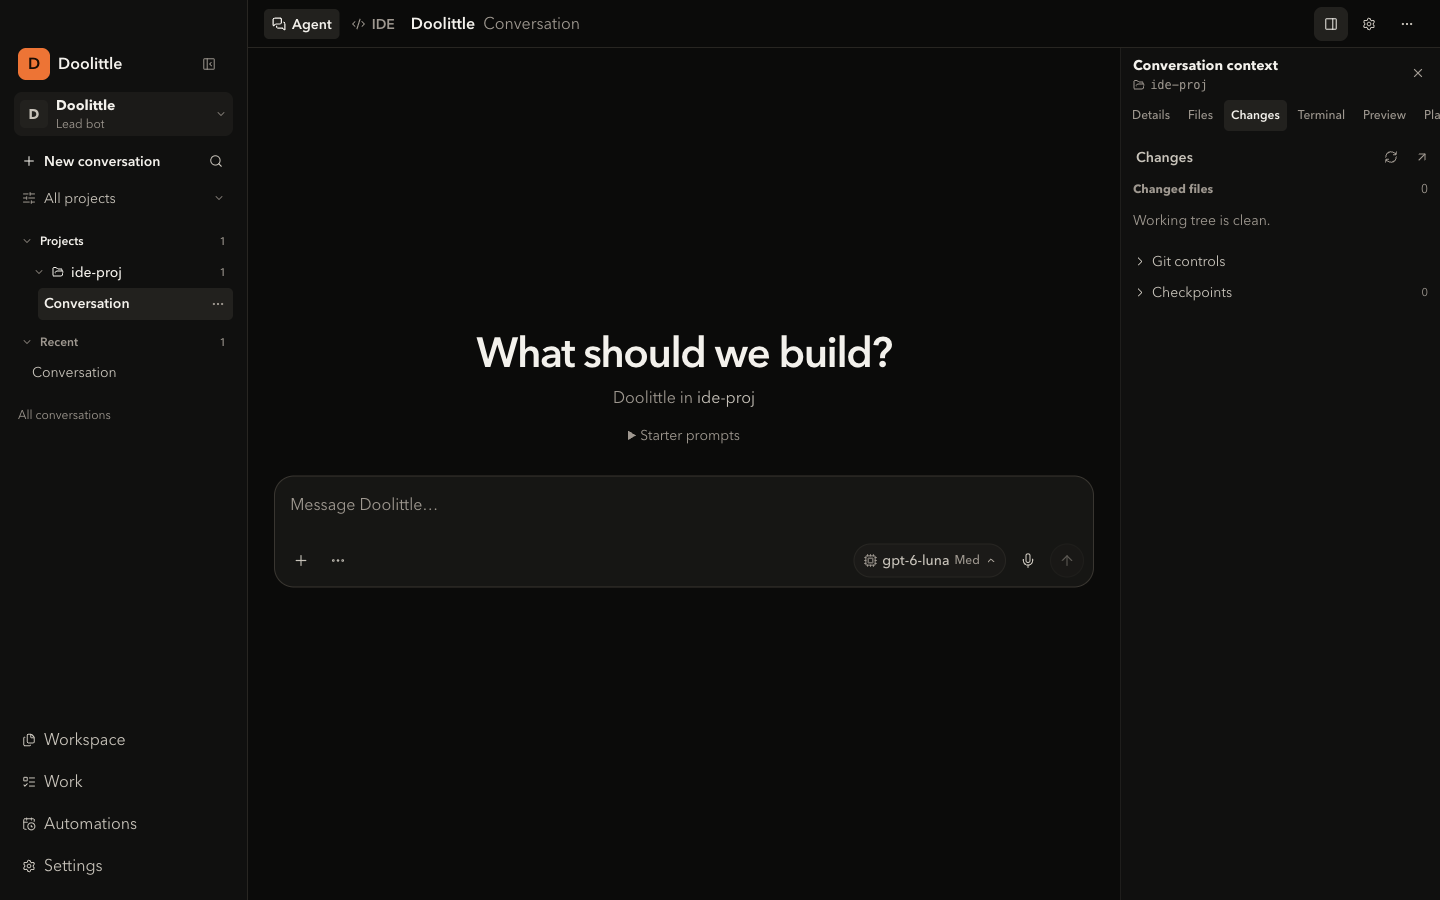 D Doolittle
D Doolittle
Lead bot
New conversation
All projects
Projects 1
ide-proj 1
Conversation
Recent 1
Conversation
All conversations
Workspace
Work
Automations
Settings
Agent IDE Doolittle Conversation
What should we build?
Doolittle in ide-proj
Starter prompts
Message Doolittle…
gpt-6-luna Med
Conversation context
ide-proj
Details Files Changes Terminal Preview Pla
Changes
Changed files 0
Working tree is clean.
Git controls
Checkpoints 0